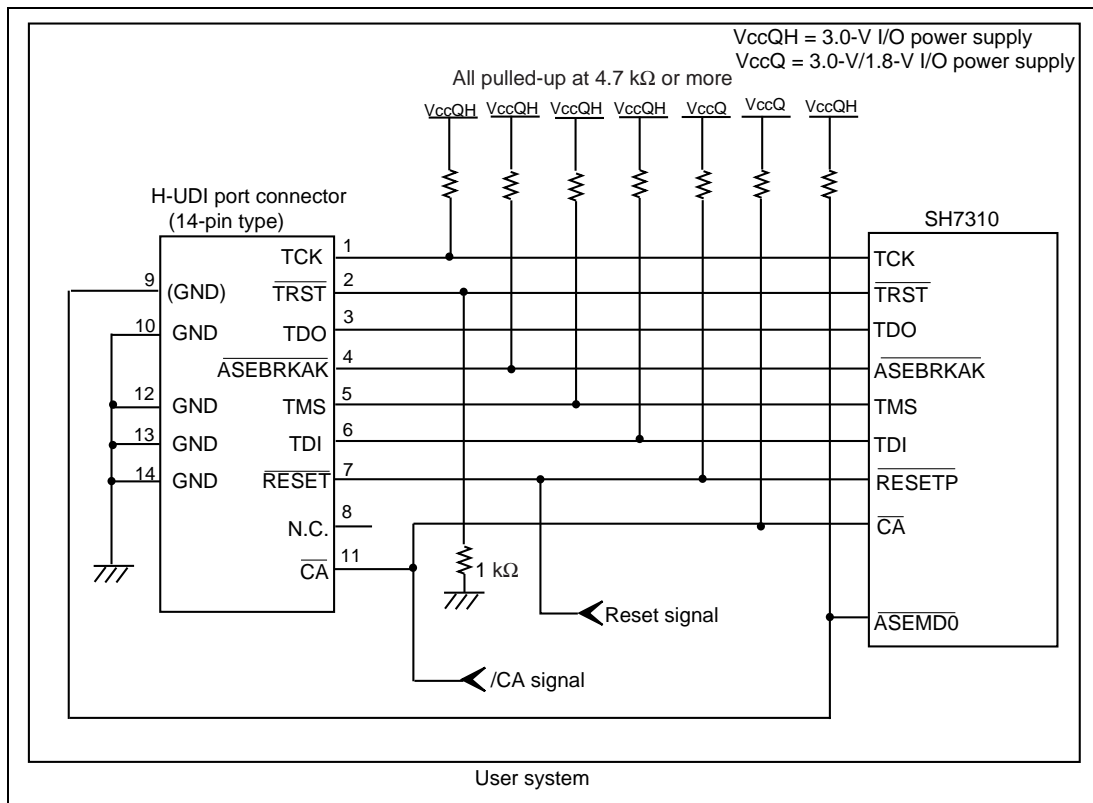 VccQH = 3.0-V I/O power supply
VccQ = 3.0-V/1.8-V I/O power supply
All pulled-up at 4.7 kΩ or more
VccQH VccQH VccQH VccQH VccQ VccQ VccQH
H-UDI port connector
(14-pin type)
SH7310
TCK 1 TCK
9 (GND) TRST 2 TRST
10 GND TDO 3 TDO
ASEBRKAK 4 ASEBRKAK
12 GND TMS 5 TMS
13 GND TDI 6 TDI
14 GND RESET 7 RESETP
N.C. 8
CA
CA 11
1 kΩ
Reset signal
ASEMD0
/CA signal
User system